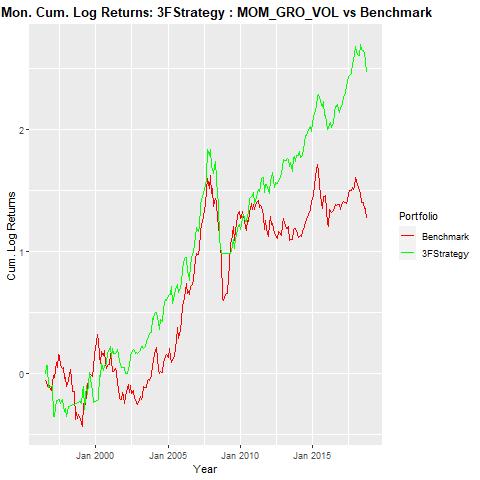 Mon. Cum. Log Returns: 3FStrategy : MOM_GRO_VOL vs Benchmark
Cum. Log Returns
2
1
0
Jan 2000 Jan 2005 Jan 2010 Jan 2015
Year
Portfolio
Benchmark
3FStrategy